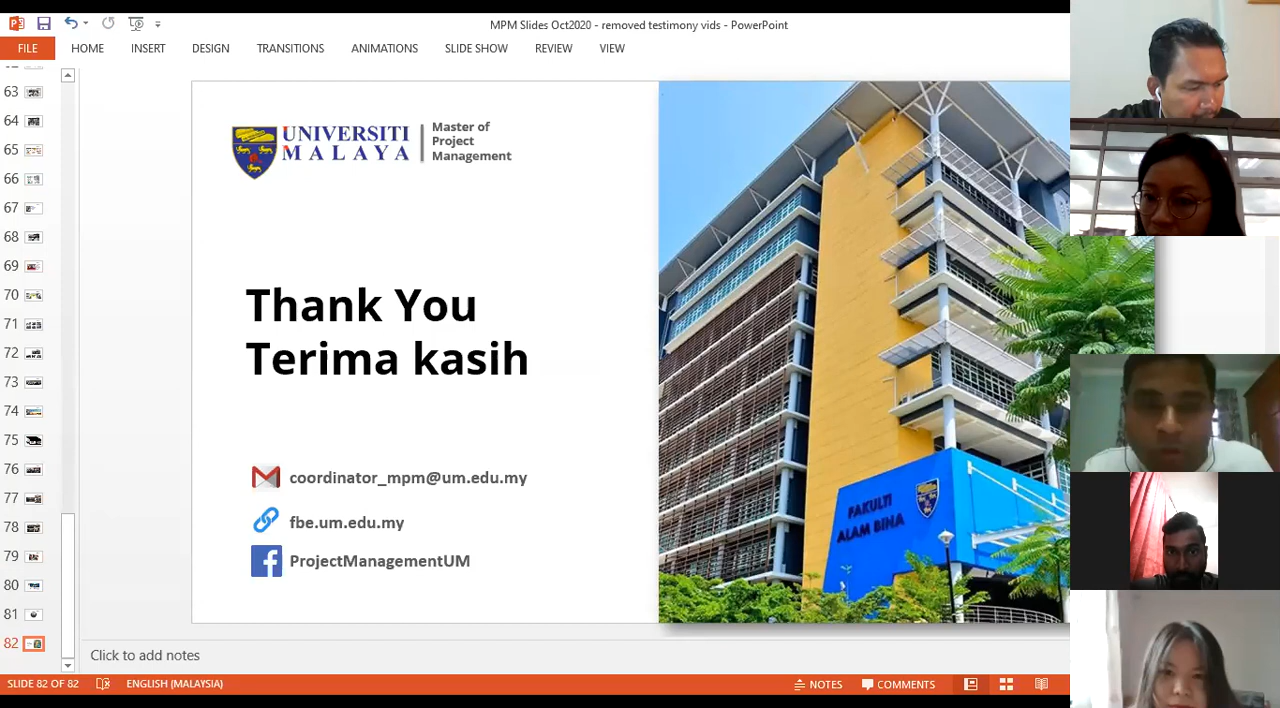 MPM Slides Oct2020 - removed testimony vids - PowerPoint
FILE HOME INSERT DESIGN TRANSITIONS ANIMATIONS SLIDE SHOW REVIEW VIEW
63
64
65
66
67
68
69
70
71
72
73
74
75
76
77
78
79
80
81
82
UNIVERSITI
MALAYA
Master of
Project
Management
Thank You
Terima kasih
coordinator_mpm@um.edu.my
fbe.um.edu.my
ProjectManagementUM
FAKULTI
ALAM BINA
Click to add notes
SLIDE 82 OF 82 ENGLISH (MALAYSIA) NOTES COMMENTS